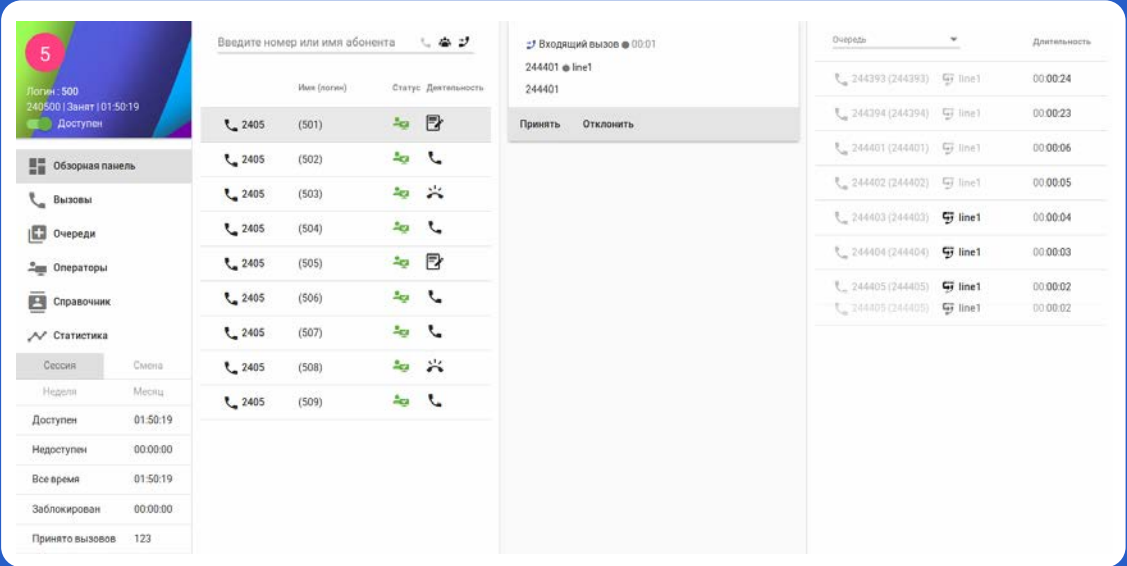 5
Логин : 500
240500 | Занят | 01:50:19
Доступен
Обзорная панель
Вызовы
Очереди
Операторы
Справочник
Статистика
Сессия Смена
Неделя Месяц
Доступен 01:50:19
Недоступен 00:00:00
Все время 01:50:19
Заблокирован 00:00:00
Принято вызовов 123
Введите номер или имя абонента
Имя (логин) Статус Деятельность
2405 (501)
2405 (502)
2405 (503)
2405 (504)
2405 (505)
2405 (506)
2405 (507)
2405 (508)
2405 (509)
Входящий вызов 00:01
244401 line1
244401
Принять Отклонить
Очередь Длительность
244393 (244393) line1 00:00:24
244394 (244394) line1 00:00:23
244401 (244401) line1 00:00:06
244402 (244402) line1 00:00:05
244403 (244403) line1 00:00:04
244404 (244404) line1 00:00:03
244405 (244405) line1 00:00:02
244405 (244405) line1 00:00:02